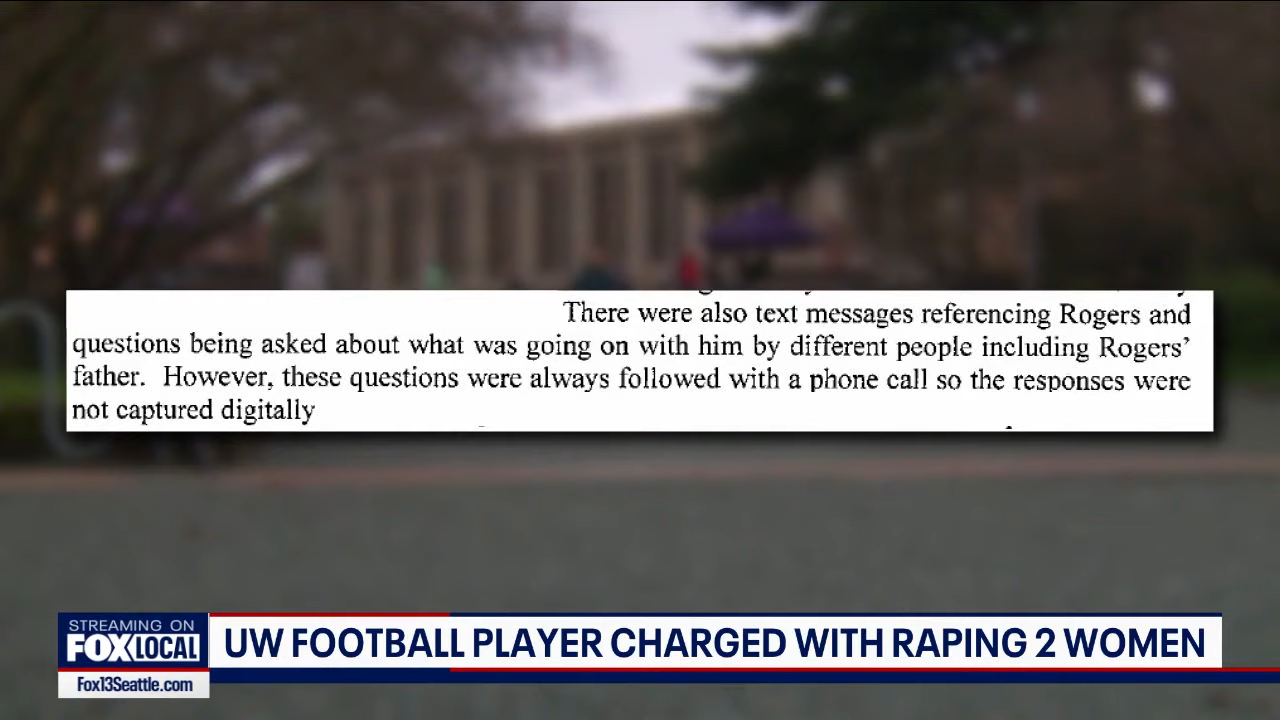 There were also text messages referencing Rogers and
questions being asked about what was going on with him by different people including Rogers'
father. However, these questions were always followed with a phone call so the responses were
not captured digitally
STREAMING ON
FOX LOCAL
UW FOOTBALL PLAYER CHARGED WITH RAPING 2 WOMEN
Fox13Seattle.com